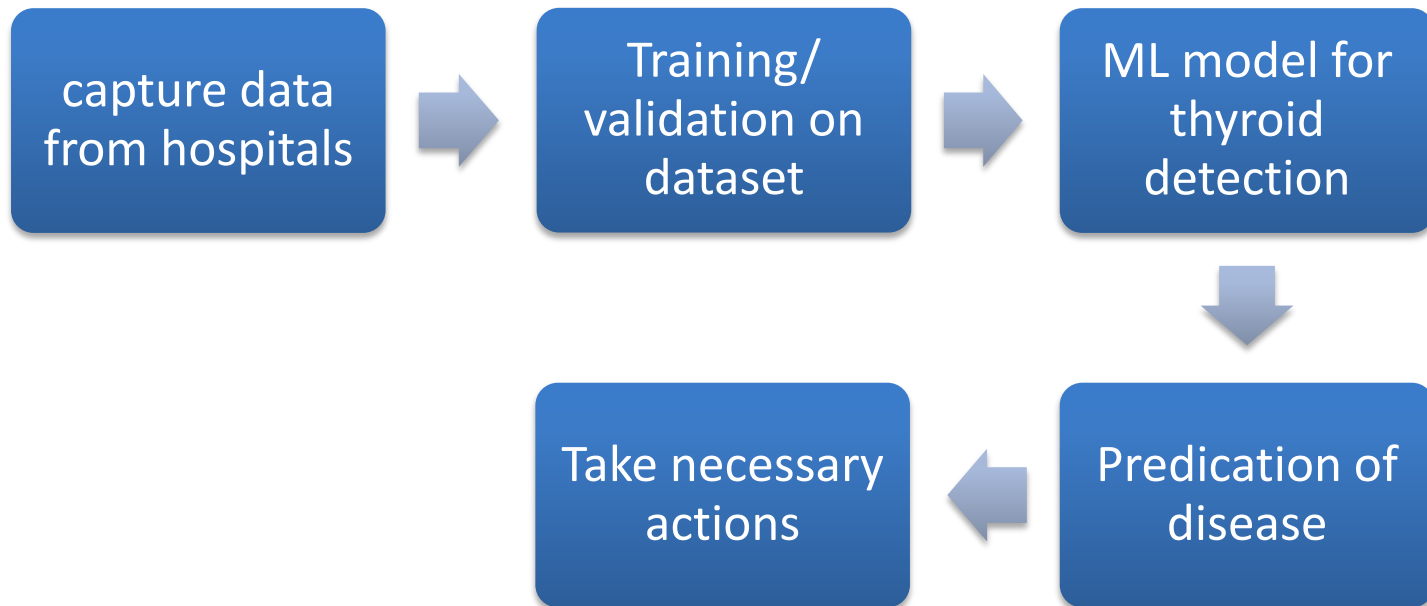 capture data
from hospitals
Training/
validation on
dataset
ML model for
thyroid
detection
Predication of
disease
Take necessary
actions